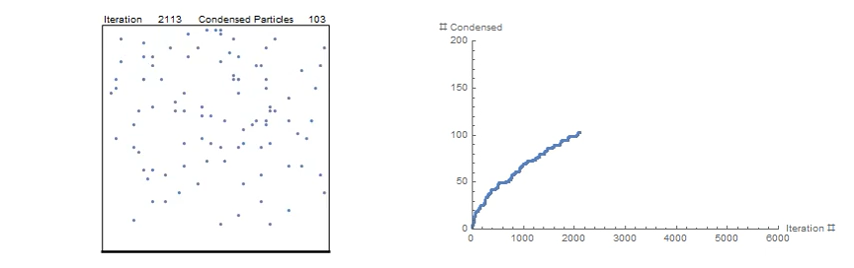 Iteration 2113 Condensed Particles 103
# Condensed
200
150
100
50
0
0 1000 2000 3000 4000 5000 6000
Iteration #